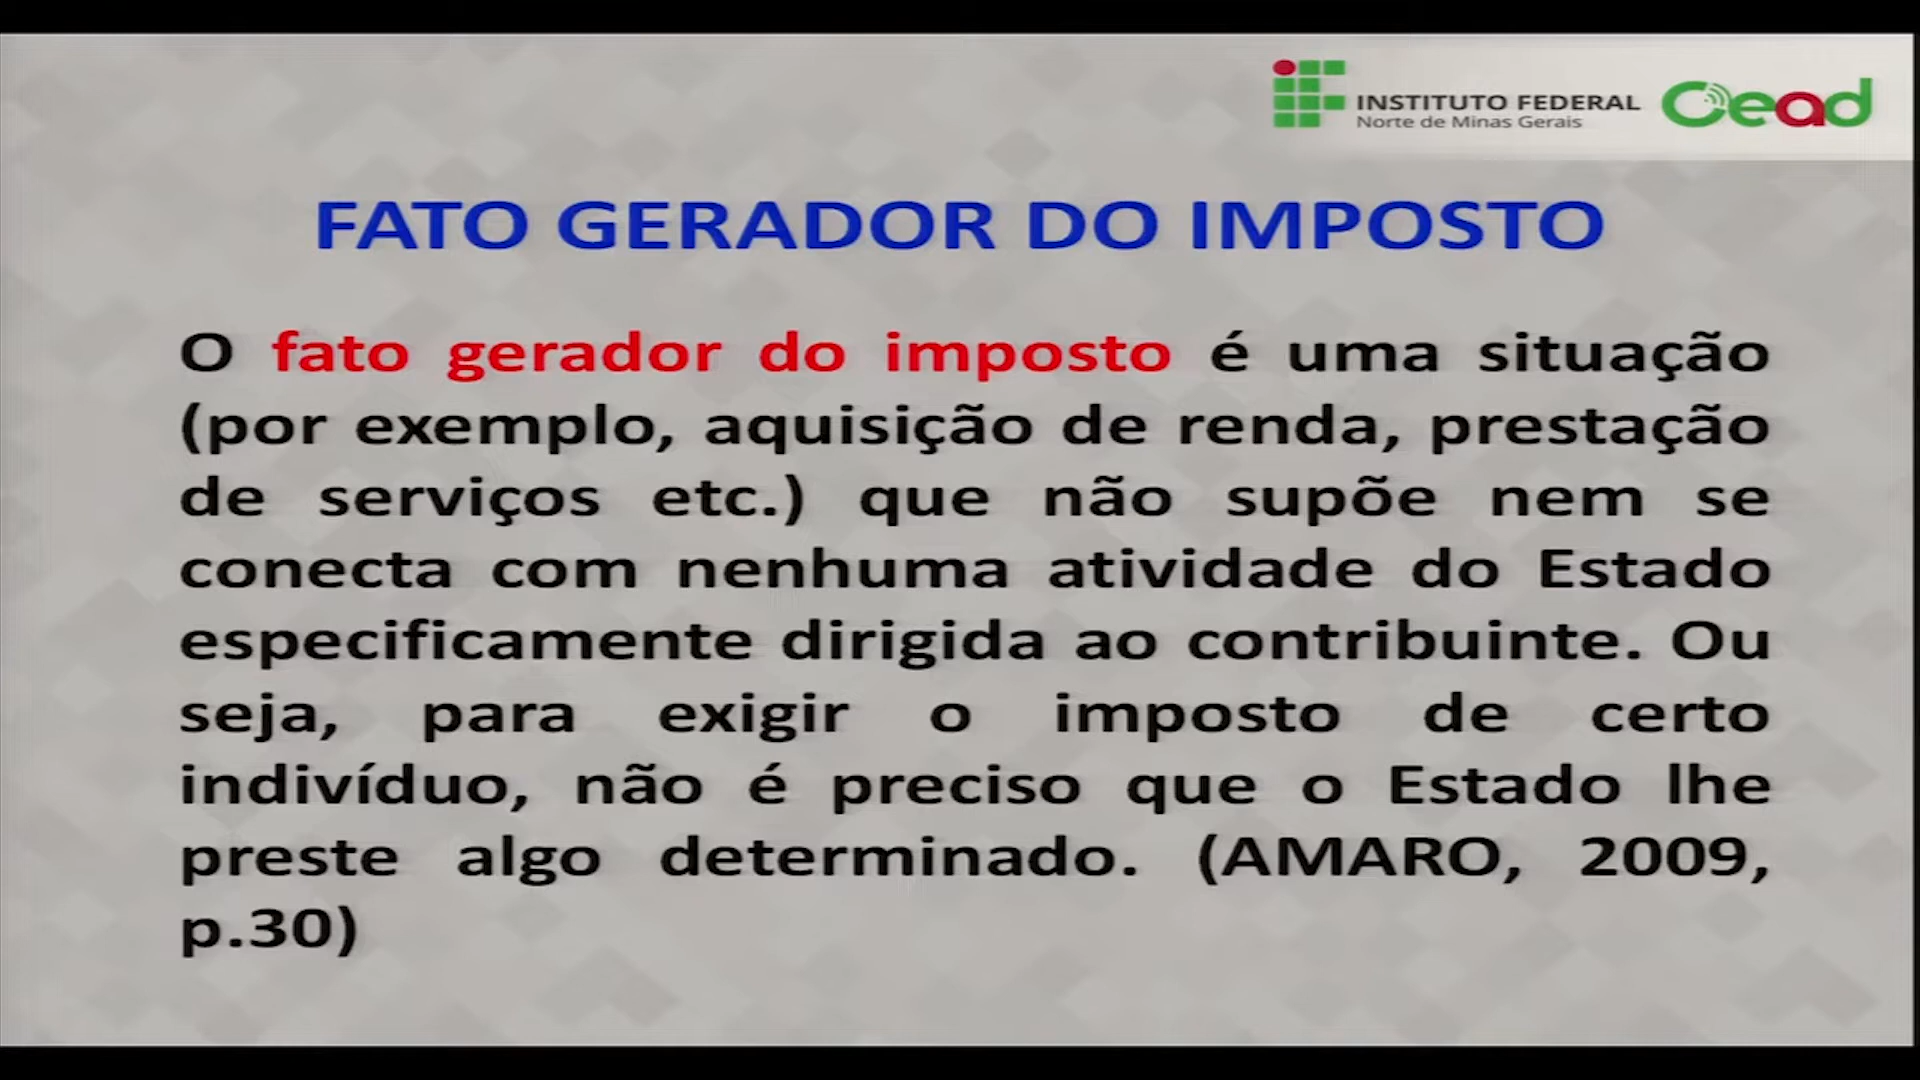 INSTITUTO FEDERAL
Norte de Minas Gerais
Cead
FATO GERADOR DO IMPOSTO
O fato gerador do imposto é uma situação
(por exemplo, aquisição de renda, prestação
de serviços etc.) que não supõe nem se
conecta com nenhuma atividade do Estado
especificamente dirigida ao contribuinte. Ou
seja, para exigir o imposto de certo
indivíduo, não é preciso que o Estado lhe
preste algo determinado. (AMARO, 2009,
p.30)